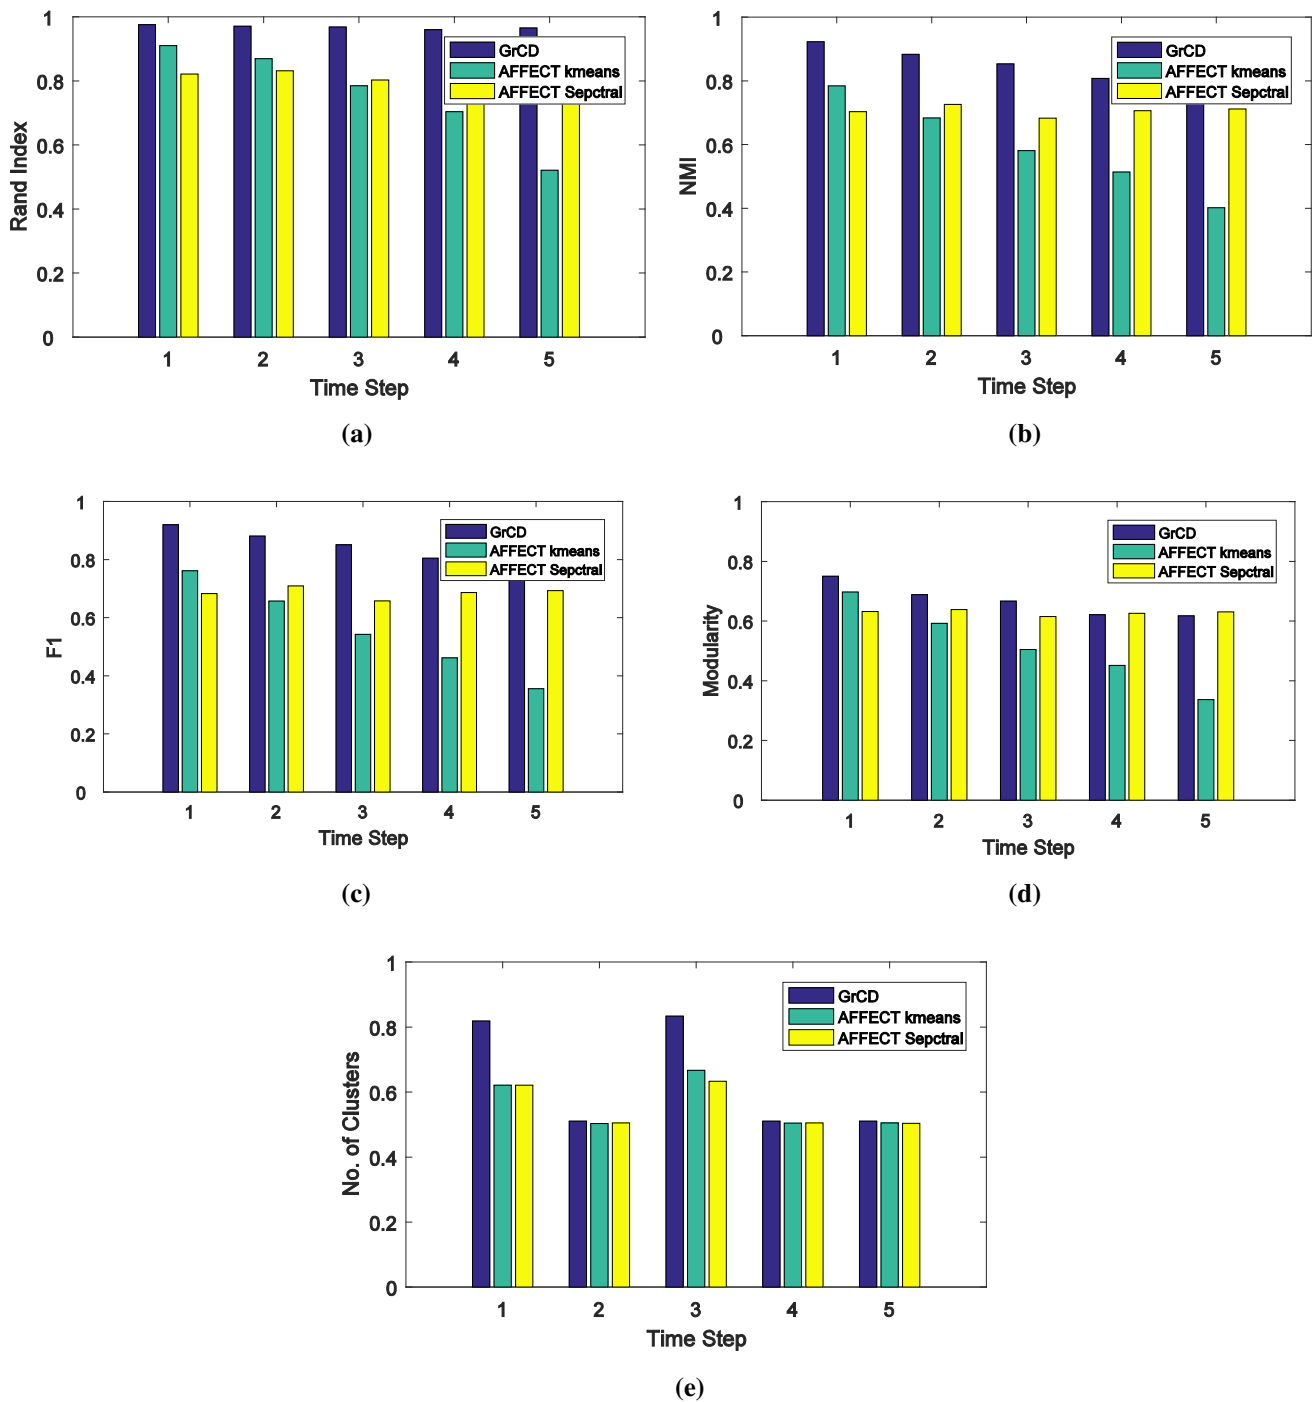 1
0.8
0.6
0.4
0.2
0
Rand Index
GrCD
AFFECT kmeans
AFFECT Sepctral
1 2 3 4 5
Time Step
(a)
1
0.8
0.6
0.4
0.2
0
NMI
GrCD
AFFECT kmeans
AFFECT Sepctral
1 2 3 4 5
Time Step
(b)
1
0.8
0.6
0.4
0.2
0
F1
GrCD
AFFECT kmeans
AFFECT Sepctral
1 2 3 4 5
Time Step
(c)
1
0.8
0.6
0.4
0.2
0
Modularity
GrCD
AFFECT kmeans
AFFECT Sepctral
1 2 3 4 5
Time Step
(d)
1
0.8
0.6
0.4
0.2
0
No. of Clusters
GrCD
AFFECT kmeans
AFFECT Sepctral
1 2 3 4 5
Time Step
(e)